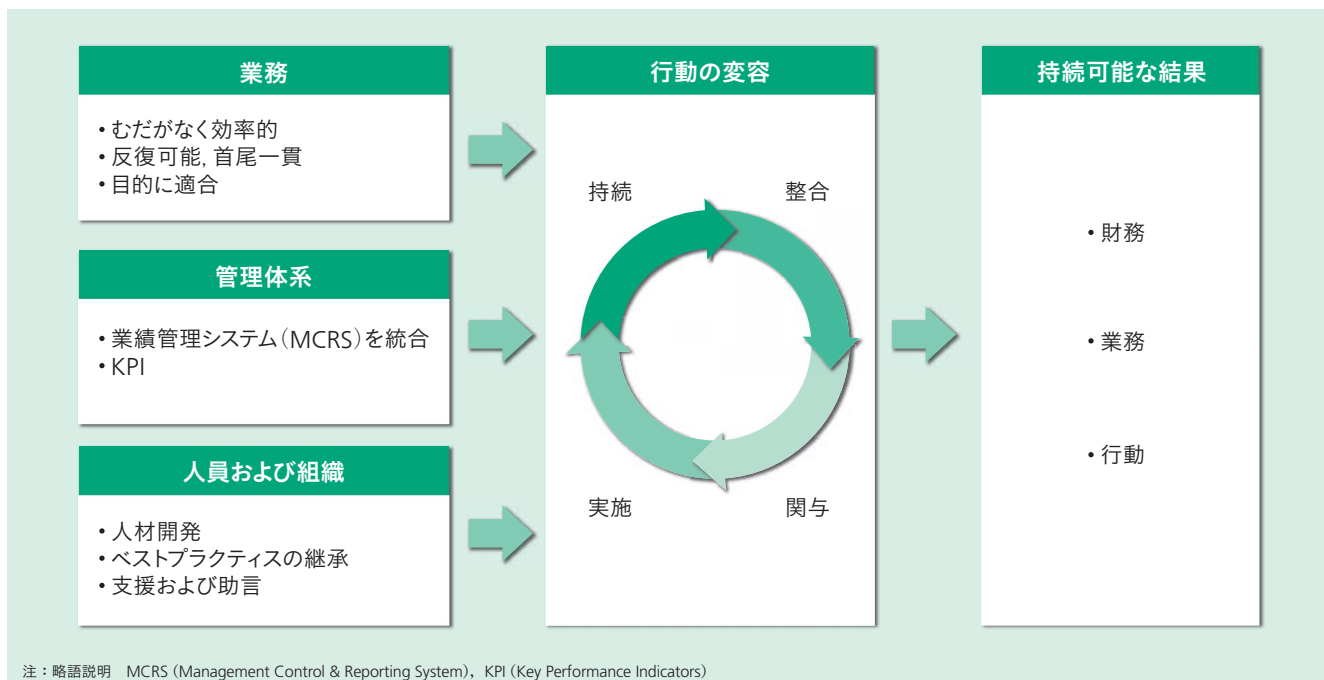 業務
• むだがなく効率的
• 反復可能, 首尾一貫
• 目的に適合
管理体系
• 業績管理システム（MCRS）を統合
• KPI
人員および組織
• 人材開発
• ベストプラクティスの継承
• 支援および助言
行動の変容
持続
整合
実施
関与
持続可能な結果
• 財務
• 業務
• 行動
注：略語説明　MCRS（Management Control & Reporting System），KPI（Key Performance Indicators）